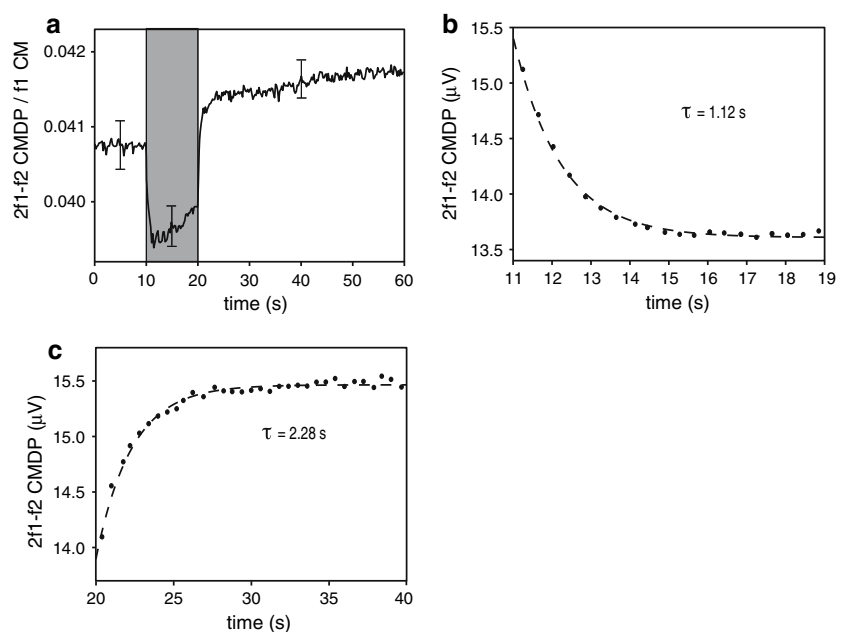 a
2f1-f2 CMDP / f1 CM
0.042
0.041
0.040
0 10 20 30 40 50 60
time (s)
b
2f1-f2 CMDP (μV)
15.5
15.0
14.5
14.0
13.5
τ = 1.12 s
11 12 13 14 15 16 17 18 19
time (s)
c
2f1-f2 CMDP (μV)
15.5
15.0
14.5
14.0
τ = 2.28 s
20 25 30 35 40
time (s)